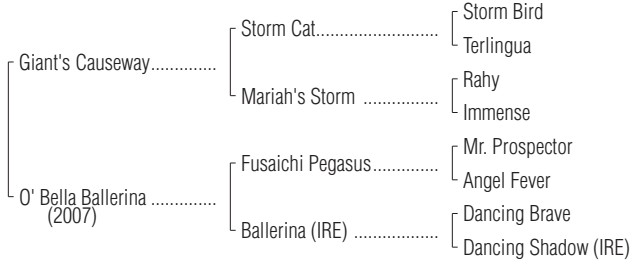 Storm Bird
Storm Cat........................................
Terlingua
Giant's Causeway...............
Rahy
Mariah's Storm ........................
Immense
Mr. Prospector
Fusaichi Pegasus.....................
Angel Fever
O' Bella Ballerina ...............
(2007)
Dancing Brave
Ballerina (IRE) ...........................
Dancing Shadow (IRE)